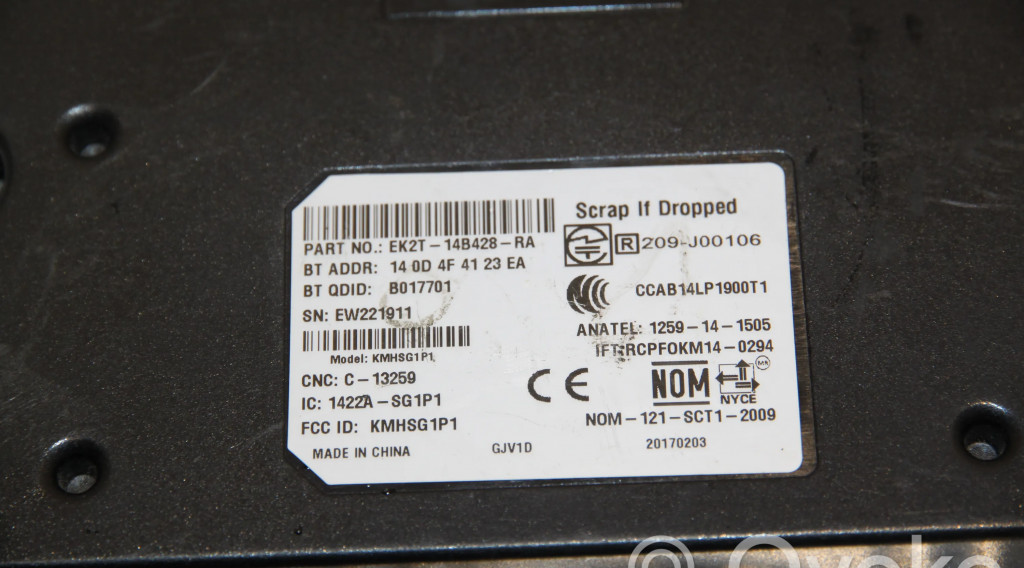 Scrap If Dropped
PART NO.: EK2T-14B428-RA
R 209-J00106
BT ADDR: 14 0D 4F 41 23 EA
BT QDID: B017701
CCAB14LP1900T1
SN: EW221911
ANATEL: 1259-14-1505
IFT:RCPFOKM14-0294
Model: KMHSG1P1
CNC: C-13259
CE
NOM
NYCE
IC: 1422A-SG1P1
NOM-121-SCT1-2009
FCC ID: KMHSG1P1
MADE IN CHINA
GJV1D
20170203
© Ovoko